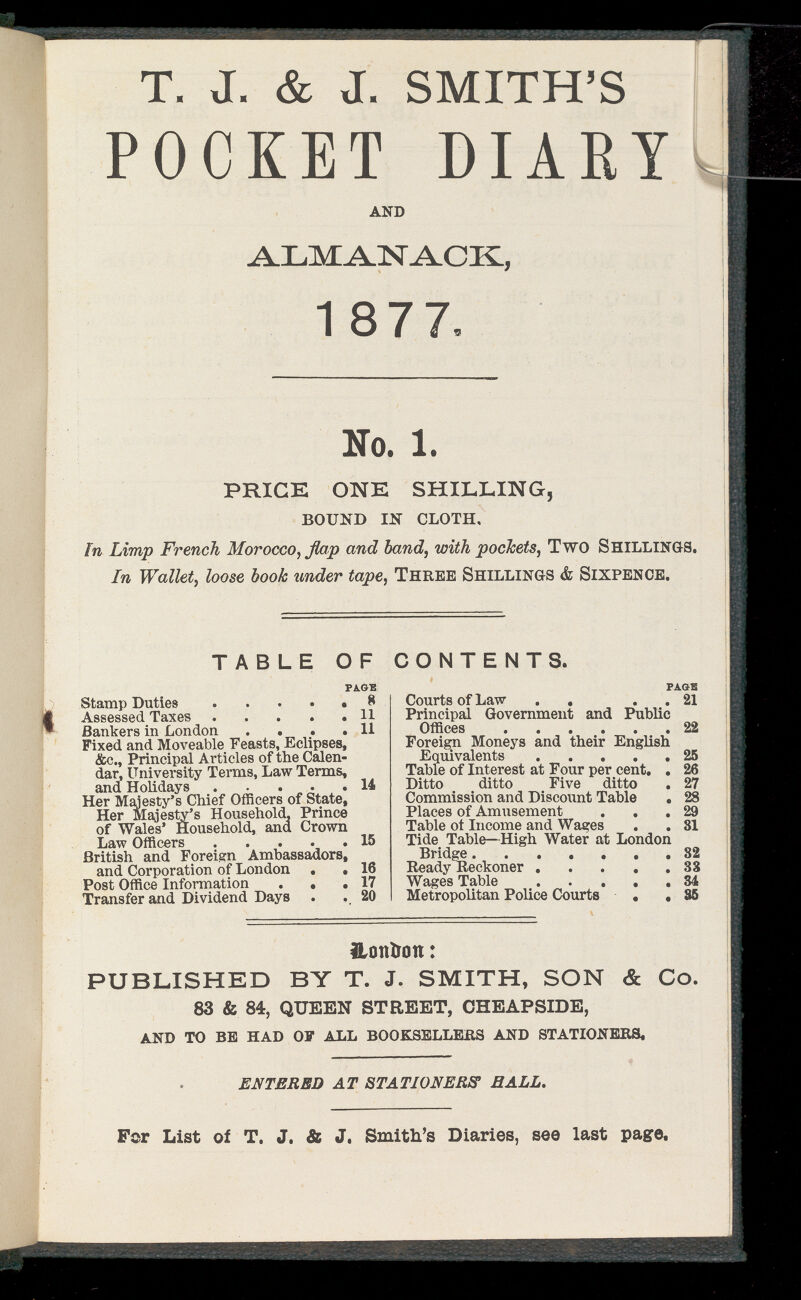 T. J. & J. SMITH'S
POCKET DIARY
AND
ALMANACK,
1877.
No. 1.
PRICE ONE SHILLING,
BOUND IN CLOTH.
In Limp French Morocco, flap and band, with pockets, TWO SHILLINGS.
In Wallet, loose book under tape, THREE SHILLINGS & SIXPENCE.
TABLE OF CONTENTS.
PAGE
Stamp Duties . . . . . 8
Assessed Taxes . . . . . 11
Bankers in London . . . . 11
Fixed and Moveable Feasts, Eclipses,
&c., Principal Articles of the Calen-
dar, University Terms, Law Terms,
and Holidays . . . . . 14
Her Majesty's Chief Officers of State,
Her Majesty's Household, Prince
of Wales' Household, and Crown
Law Officers . . . . . 15
British and Foreign Ambassadors,
and Corporation of London . . 16
Post Office Information . . . 17
Transfer and Dividend Days . . 20
PAGE
Courts of Law . . . . 21
Principal Government and Public
Offices . . . . . . 22
Foreign Moneys and their English
Equivalents . . . . . 25
Table of Interest at Four per cent. . 26
Ditto ditto Five ditto . 27
Commission and Discount Table . 28
Places of Amusement . . . 29
Table of Income and Wages . . 31
Tide Table—High Water at London
Bridge . . . . . . . 32
Ready Reckoner . . . . . 33
Wages Table . . . . . 34
Metropolitan Police Courts . . 35
London:
PUBLISHED BY T. J. SMITH, SON & Co.
83 & 84, QUEEN STREET, CHEAPSIDE,
AND TO BE HAD OF ALL BOOKSELLERS AND STATIONERS.
ENTERED AT STATIONERS' HALL.
For List of T. J. & J. Smith's Diaries, see last page.